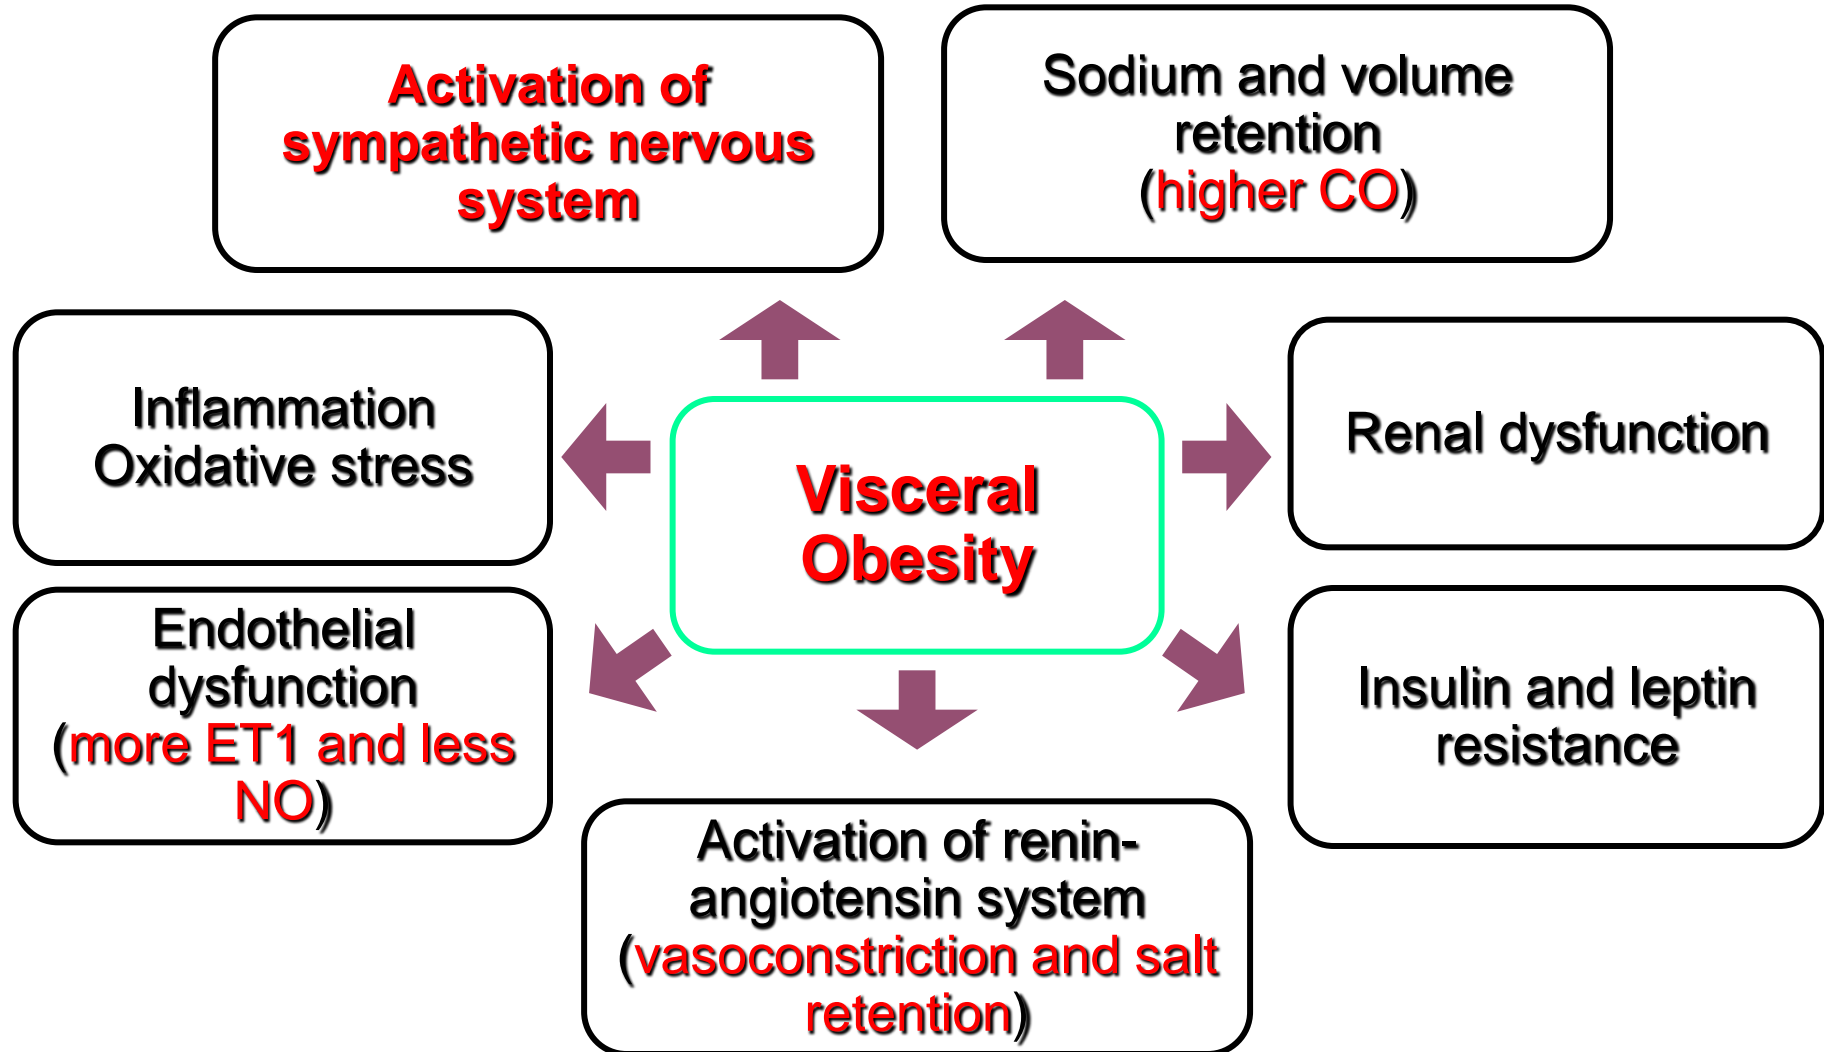 Activation of
sympathetic nervous
system
Sodium and volume
retention
(higher CO)
Inflammation
Oxidative stress
Visceral
Obesity
Renal dysfunction
Endothelial
dysfunction
(more ET1 and less
NO)
Insulin and leptin
resistance
Activation of renin-
angiotensin system
(vasoconstriction and salt
retention)